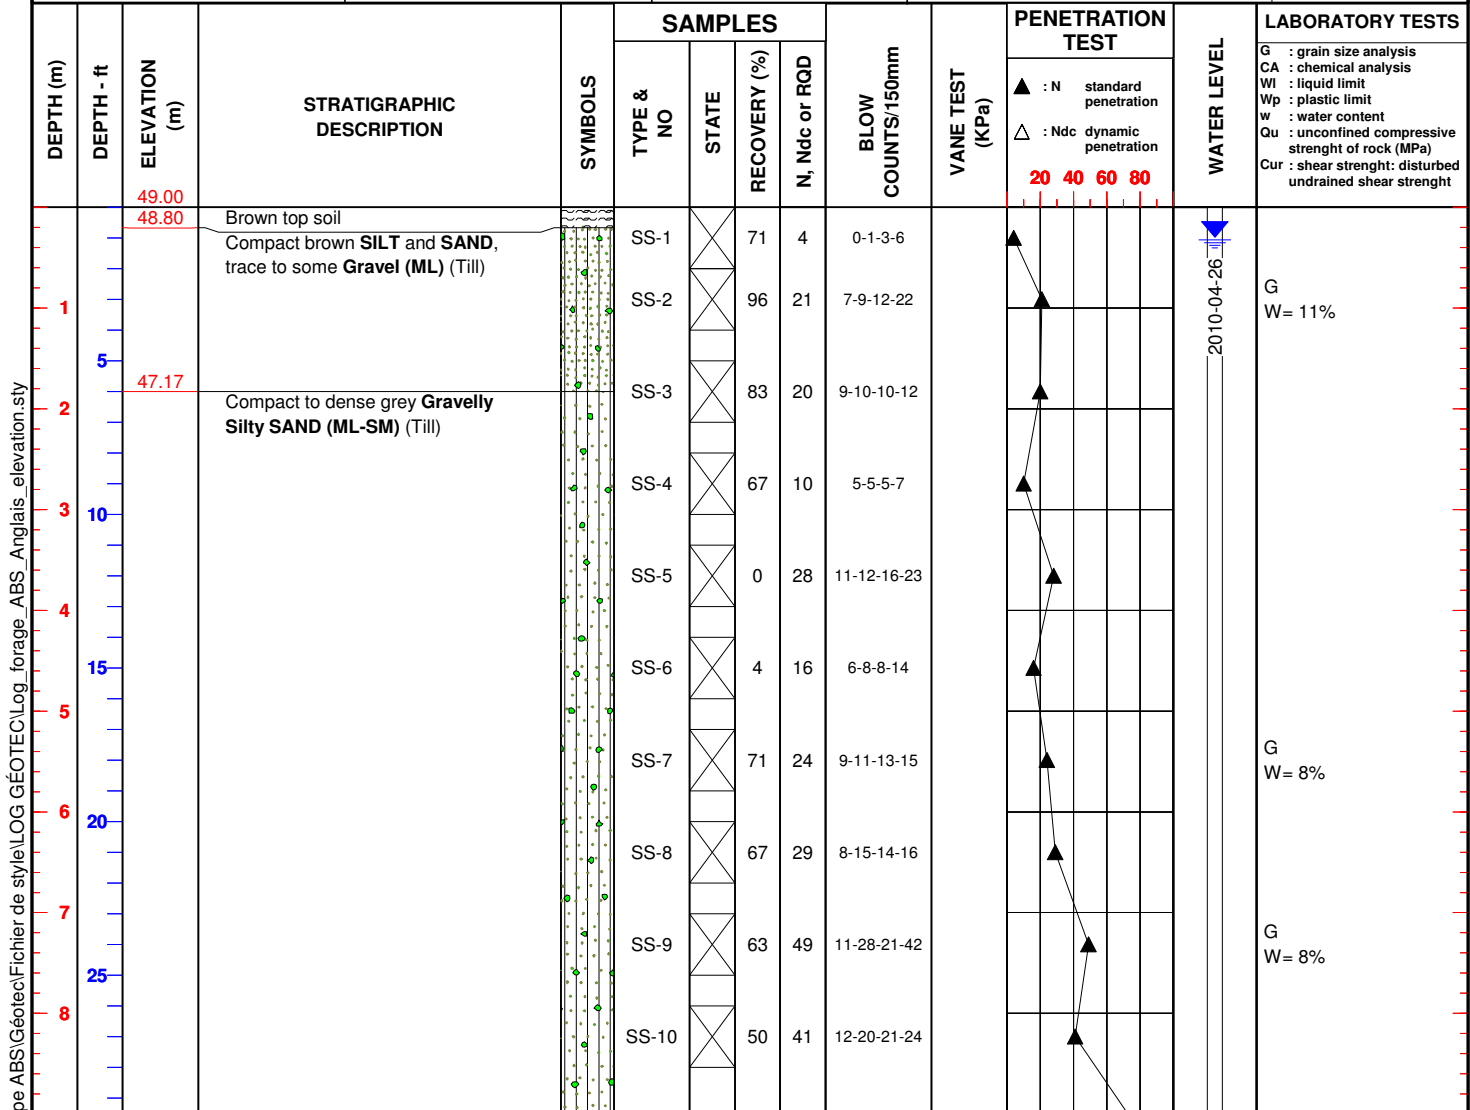 SAMPLES
PENETRATION
TEST
LABORATORY TESTS
DEPTH (m)
DEPTH - ft
ELEVATION
(m)
STRATIGRAPHIC
DESCRIPTION
SYMBOLS
TYPE &
NO
STATE
RECOVERY (%)
N, Ndc or RQD
BLOW
COUNTS/150mm
VANE TEST
(KPa)
: N standard
penetration
: Ndc dynamic
penetration
20 40 60 80
WATER LEVEL
G : grain size analysis
CA : chemical analysis
Wl : liquid limit
Wp : plastic limit
w : water content
Qu : unconfined compressive
strenght of rock (MPa)
Cur : shear strenght: disturbed
undrained shear strenght
49.00
48.80 Brown top soil
Compact brown SILT and SAND,
trace to some Gravel (ML) (Till)
SS-1 71 4 0-1-3-6
SS-2 96 21 7-9-12-22
G
W= 11%
1
2010-04-26
5
47.17
SS-3 83 20 9-10-10-12
2
Compact to dense grey Gravelly
Silty SAND (ML-SM) (Till)
SS-4 67 10 5-5-5-7
3
10
SS-5 0 28 11-12-16-23
4
15
SS-6 4 16 6-8-8-14
5
SS-7 71 24 9-11-13-15
G
W= 8%
6
20
SS-8 67 29 8-15-14-16
7
SS-9 63 49 11-28-21-42
G
W= 8%
25
8
SS-10 50 41 12-20-21-24
pe ABS\Géotec\Fichier de style\LOG GÉOTEC\Log_forage_ABS_Anglais_elevation.sty